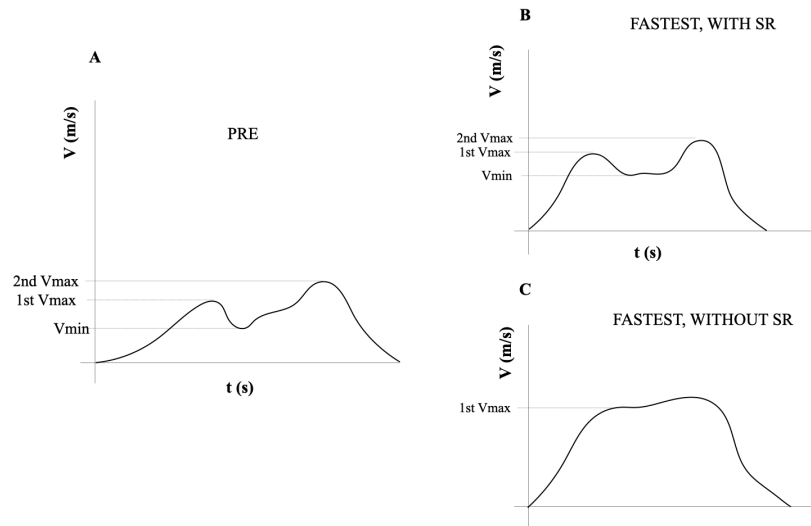 A
PRE
V (m/s)
2nd Vmax
1st Vmax
Vmin
t (s)
B
FASTEST, WITH SR
V (m/s)
2nd Vmax
1st Vmax
Vmin
t (s)
C
FASTEST, WITHOUT SR
V (m/s)
1st Vmax